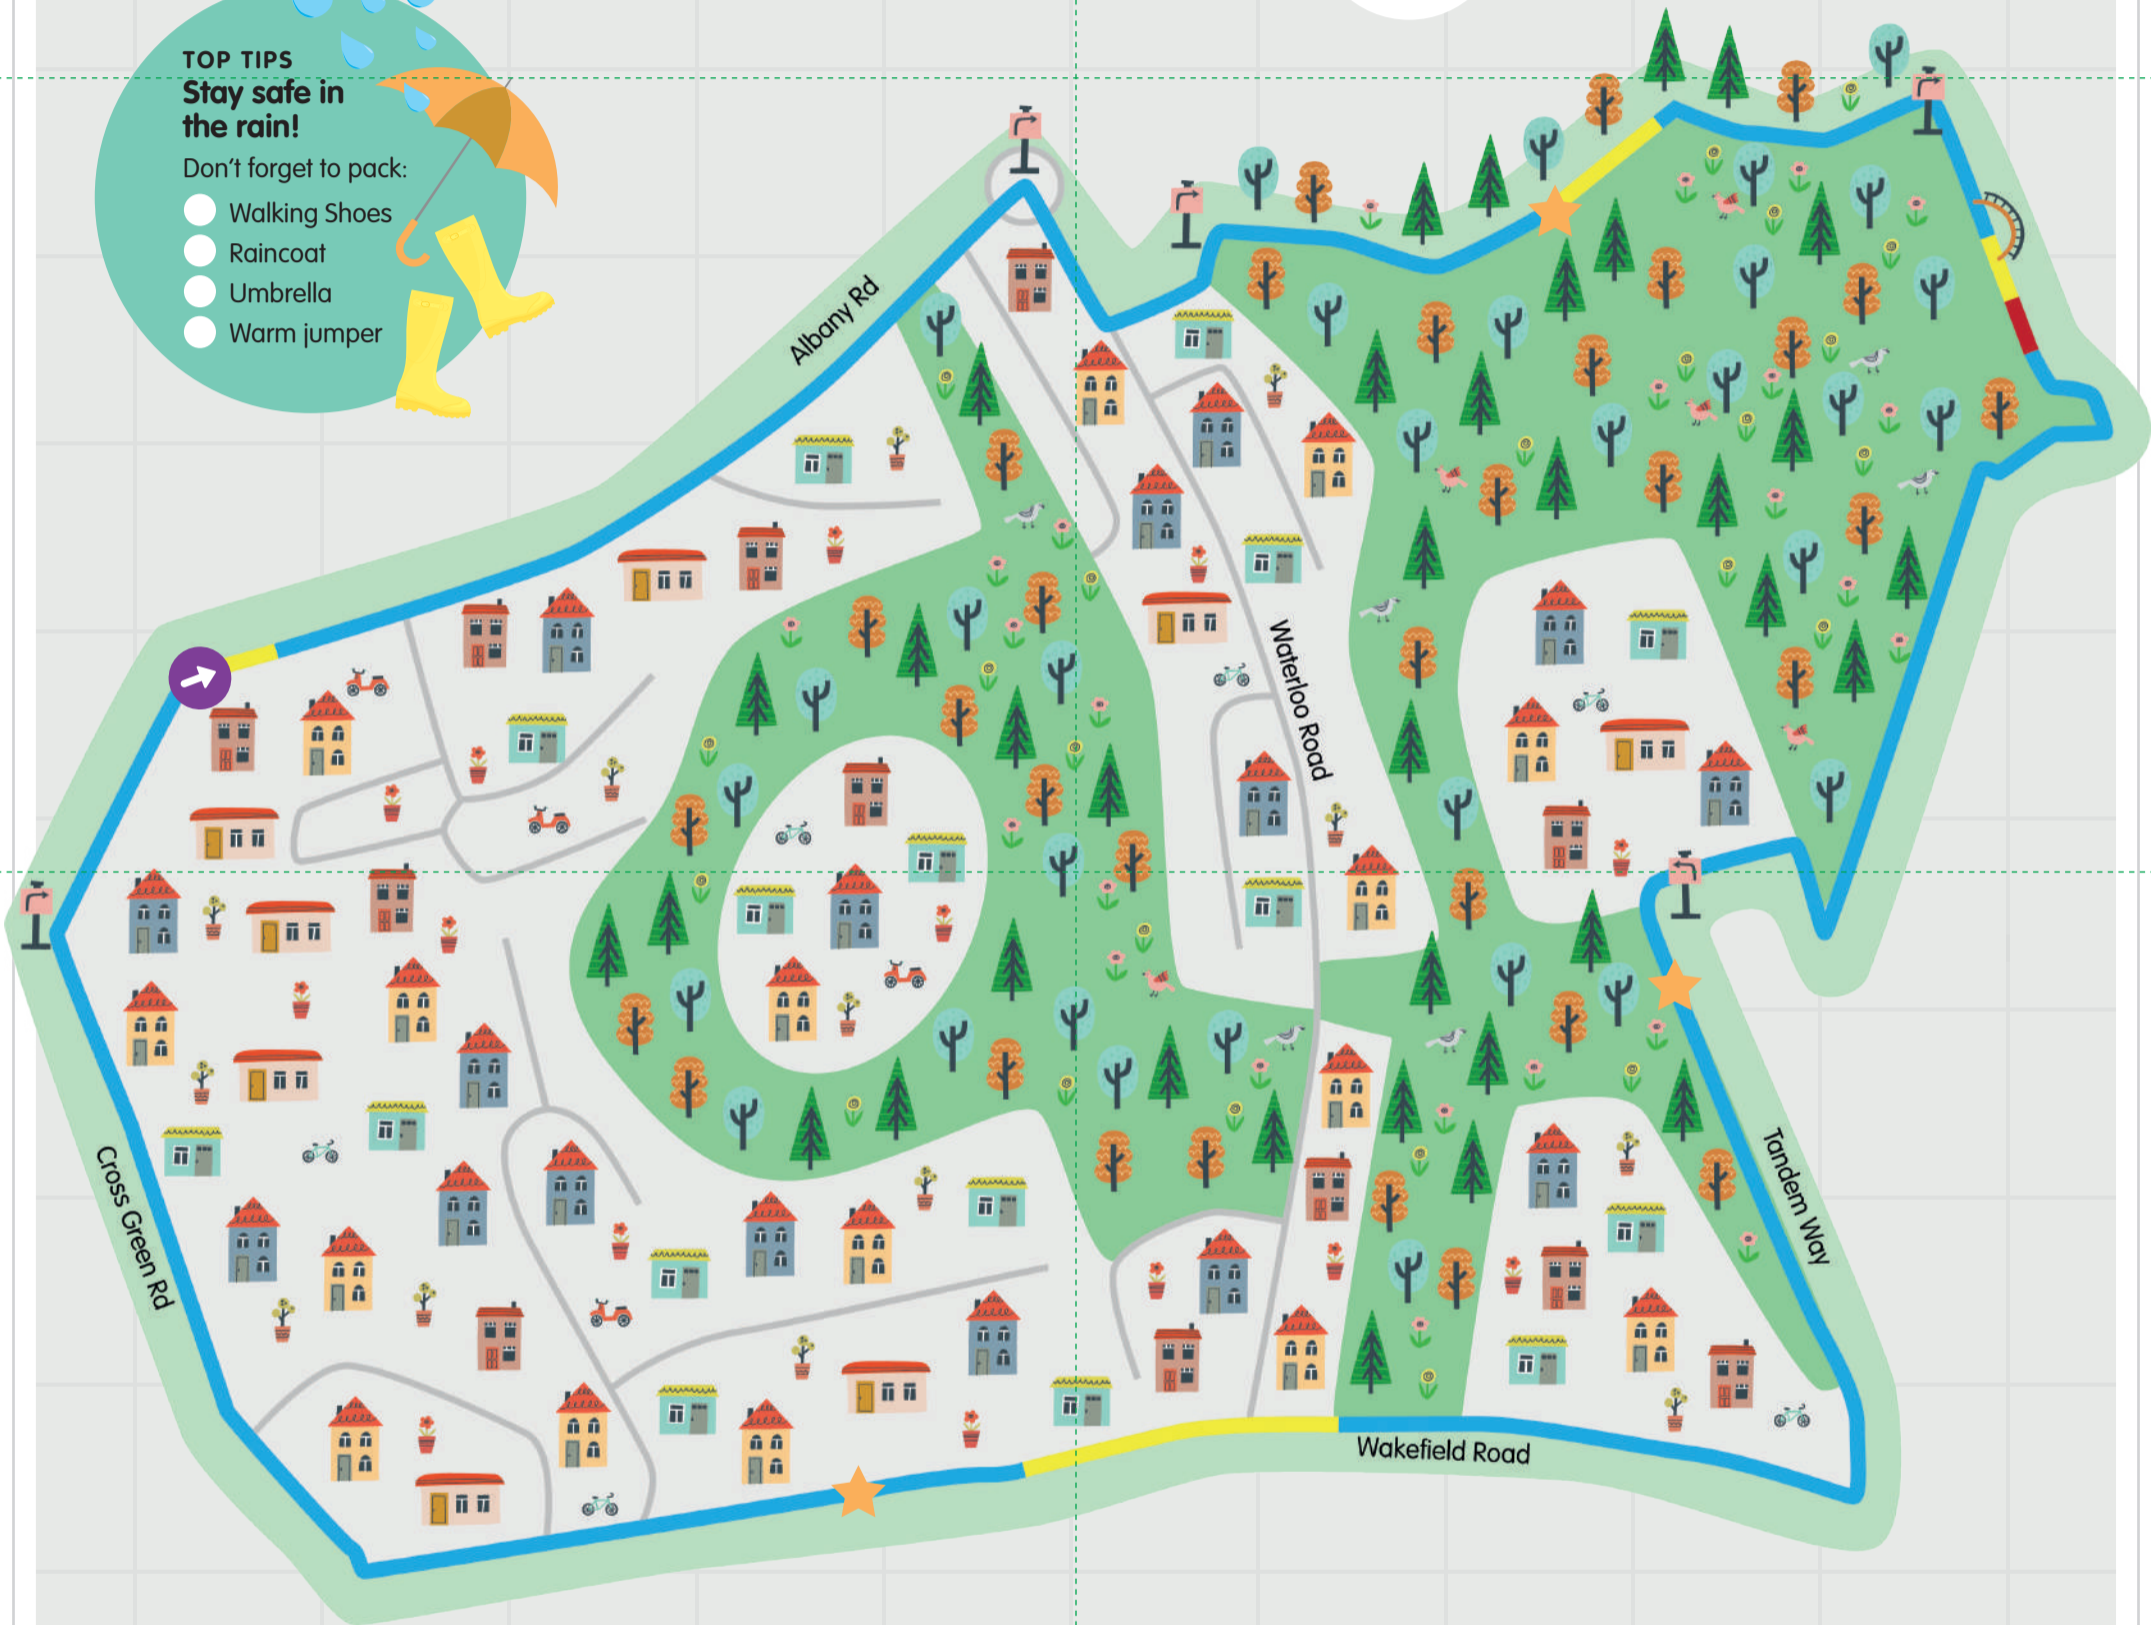 TOP TIPS
Stay safe in
the rain!
Don't forget to pack:
Walking Shoes
Raincoat
Umbrella
Warm jumper
Albany Rd
Waterloo Road
Cross Green Rd
Tandem Way
Wakefield Road